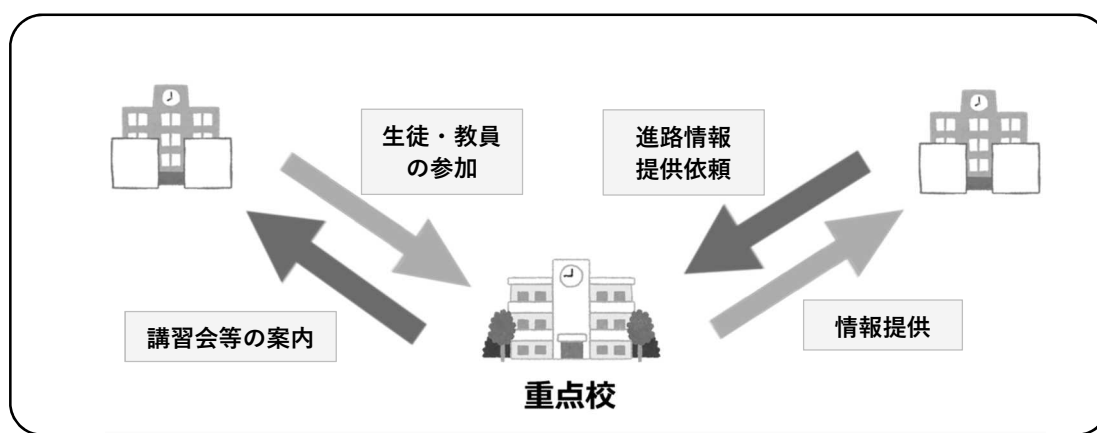 生徒・教員
の参加
進路情報
提供依頼
講習会等の案内
情報提供
重点校